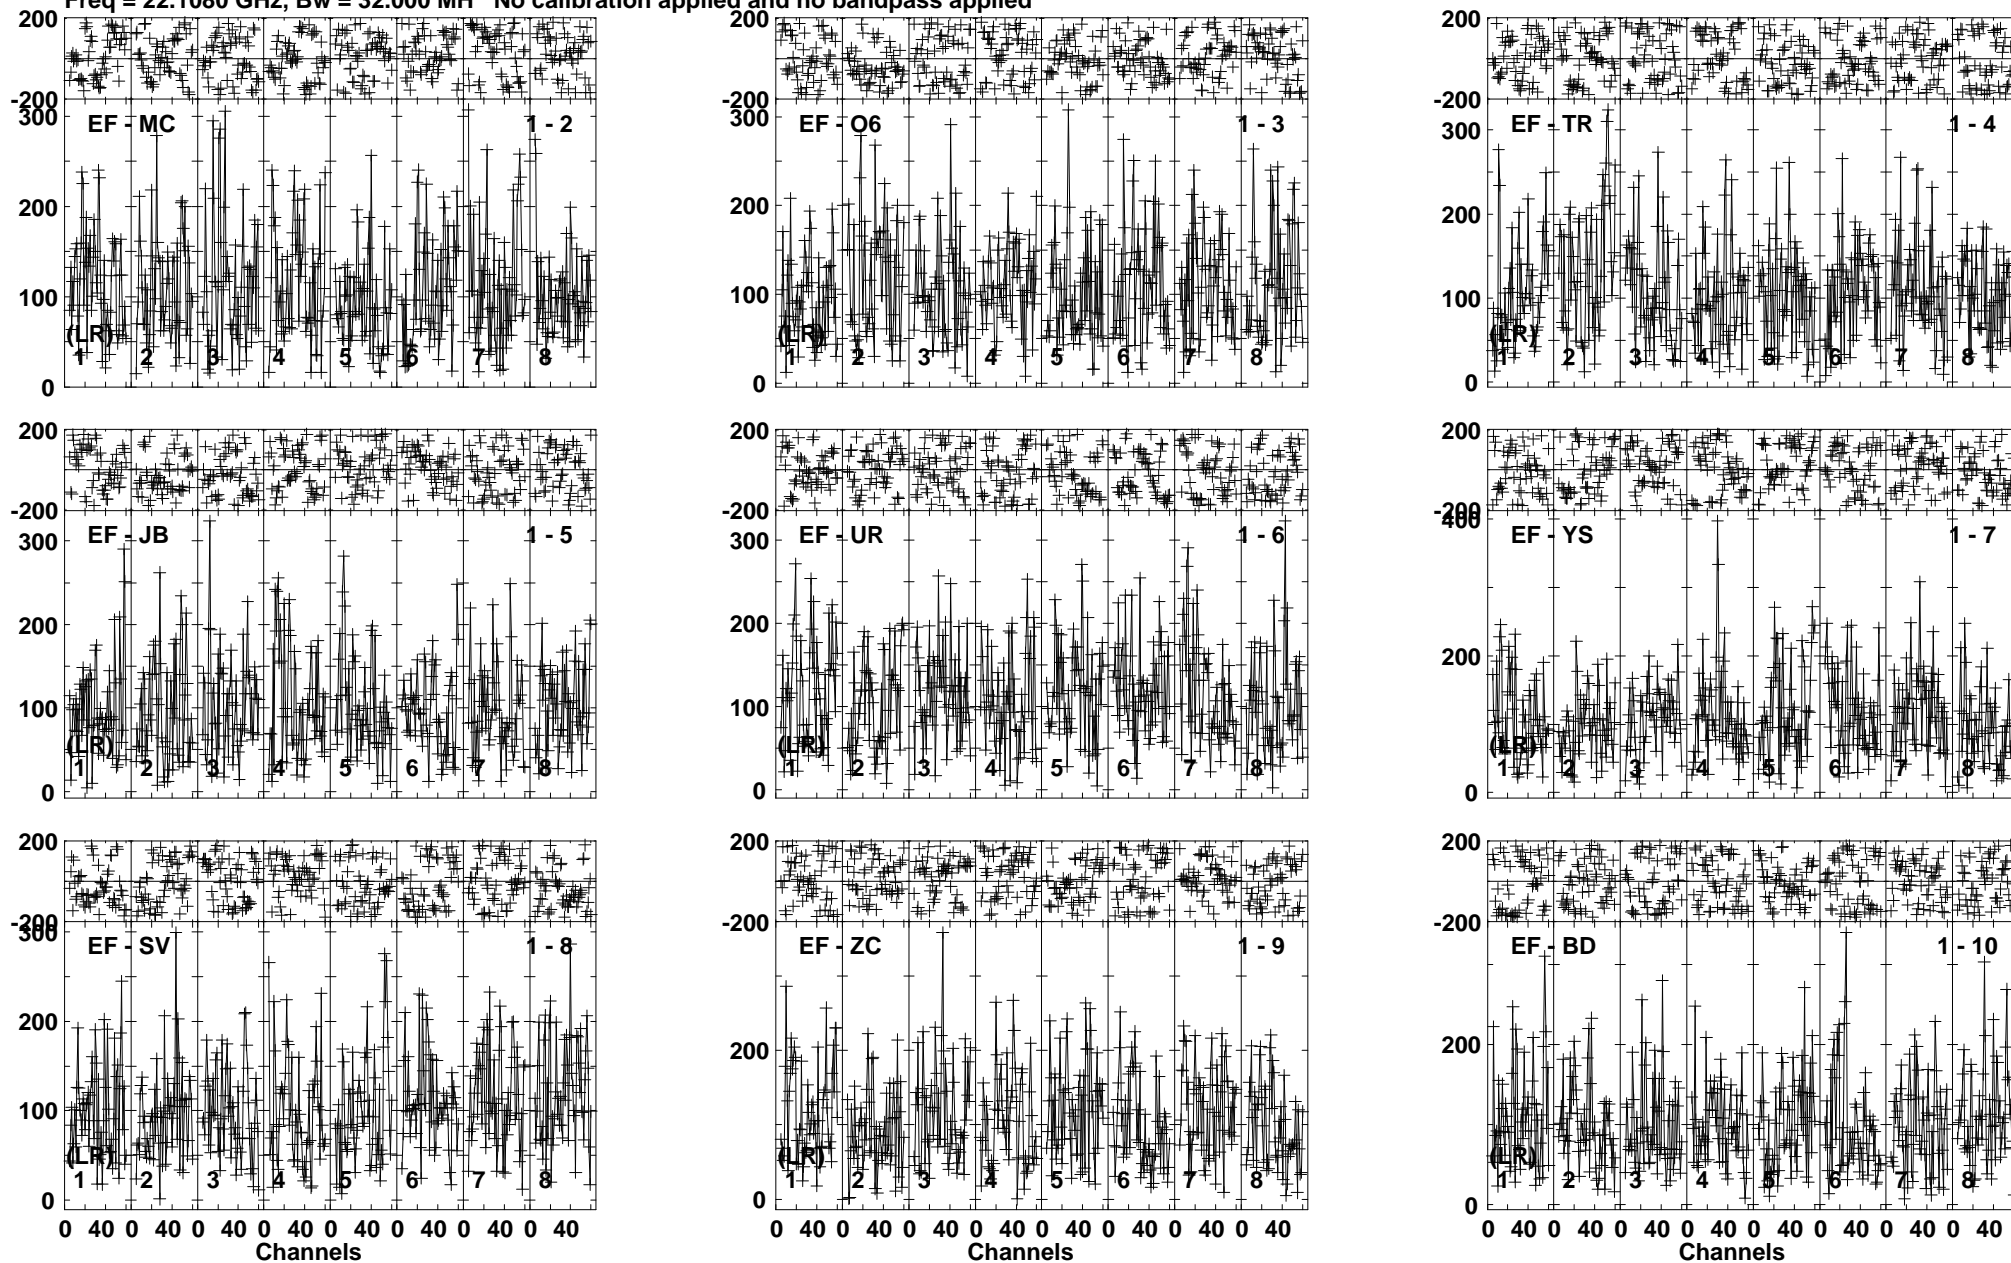 Freq = 22.1080 GHz, Bw = 32.000 MH   No calibration applied and no bandpass applied
200 200 200
-200 -200 -200
EF - MC 1 - 2 EF - O6 1 - 3 EF - TR 1 - 4
300 300 300
200 200 200
100 100 100
(LR) (LR) (LR)
1 2 3 4 5 6 7 8 1 2 3 4 5 6 7 8 1 2 3 4 5 6 7 8
0 0 0
200 200 200
-200 -200 -200
EF - JB 1 - 5 EF - UR 1 - 6 EF - YS 1 - 7
300 300 400
200 200 200
100 100
(LR) (LR) (LR)
1 2 3 4 5 6 7 8 1 2 3 4 5 6 7 8 1 2 3 4 5 6 7 8
0 0 0
200 200 200
-200 -200 -200
EF - SV 1 - 8 EF - ZC 1 - 9 EF - BD 1 - 10
300
200 200 200
100
(LR) (LR) (LR)
1 2 3 4 5 6 7 8 1 2 3 4 5 6 7 8 1 2 3 4 5 6 7 8
0 0 0
0 40 0 40 0 40 0 40 0 40 0 40 0 40 0 40 0 40 0 40 0 40 0 40 0 40 0 40 0 40 0 40 0 40 0 40 0 40 0 40 0 40 0 40 0 40 0 40
Channels Channels Channels